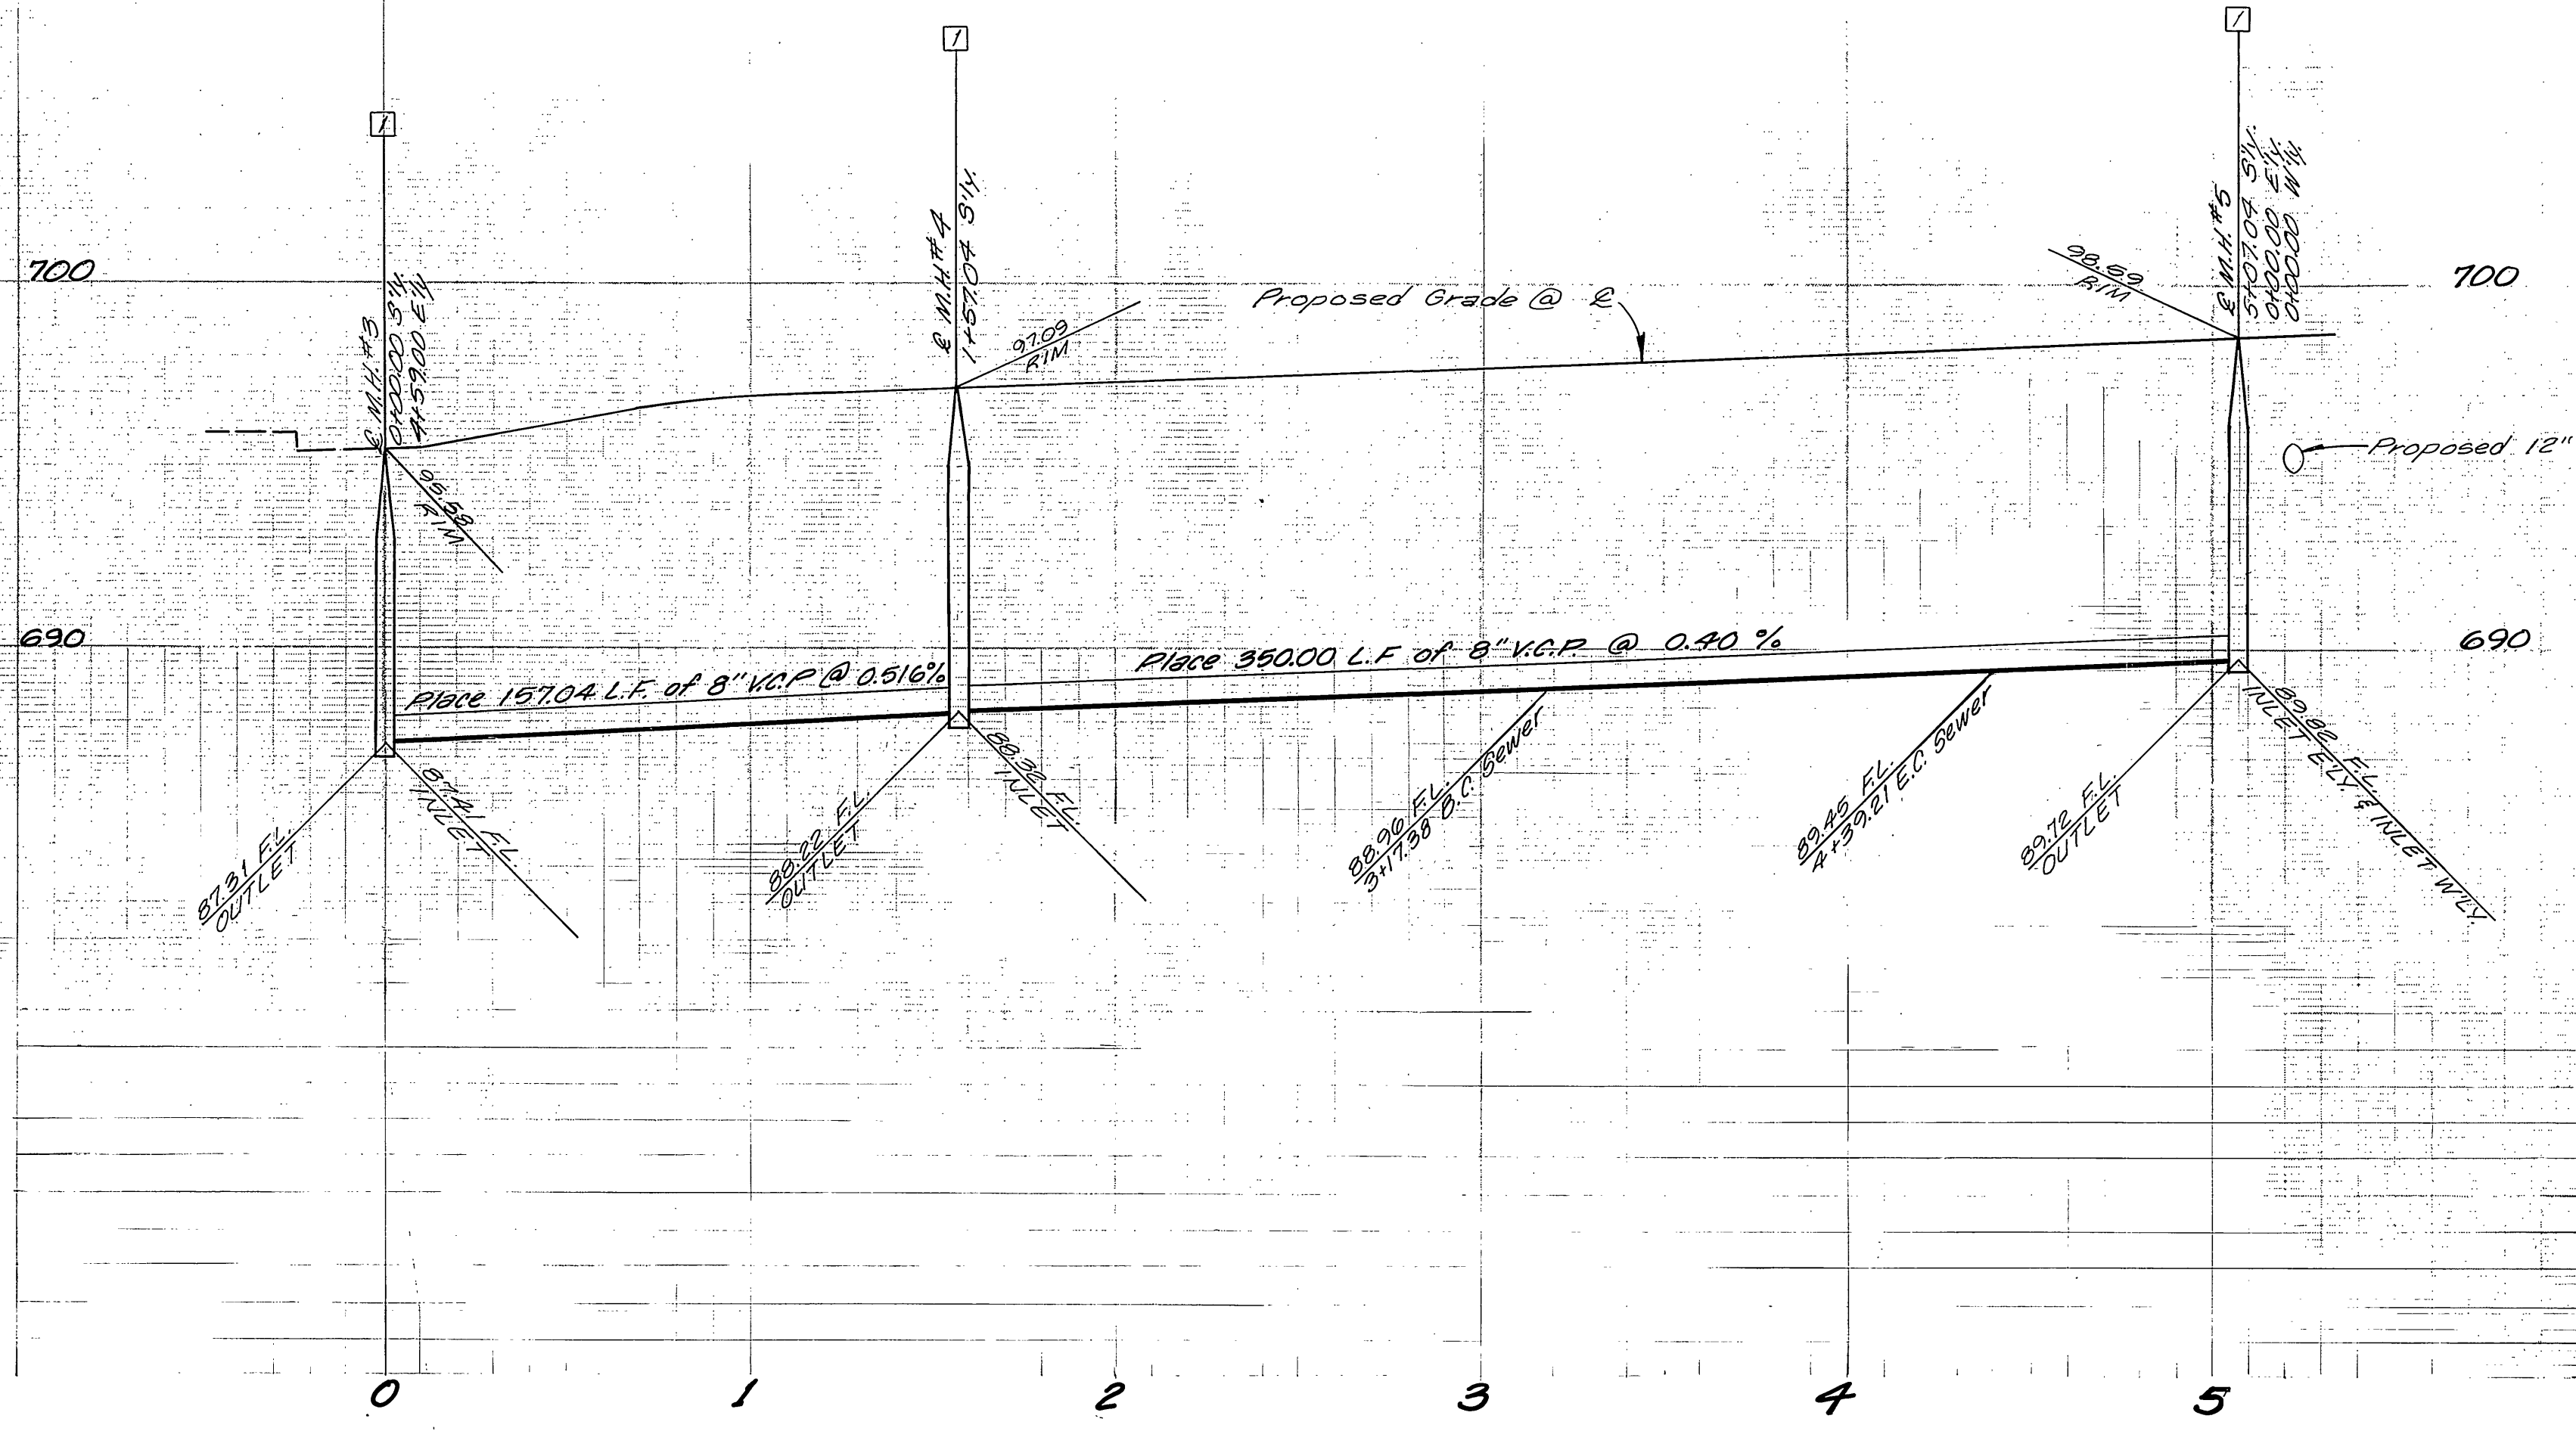 1
1
1
700
700
℄ M.H. #3
0+00.00 S'ly.
4+59.00 E'ly
95.58
RIM
℄ M.H. #4
1+57.04 S'ly.
97.09
RIM
Proposed Grade @ ℄
98.59
RIM
℄ M.H. #5
5+07.04 S'ly.
0+00.00 E'ly.
0+00.00 W'ly.
Proposed 12"
690
690
Place 157.04 L.F. of 8" V.C.P. @ 0.516%
Place 350.00 L.F. of 8" V.C.P. @ 0.40 %
87.31 F.L.
OUTLET
87.41 F.L.
INLET
88.22 F.L.
OUTLET
88.32 F.L.
INLET
88.96 F.L.
3+17.38 B.C. Sewer
89.45 F.L.
4+39.21 E.C. Sewer
89.72 F.L.
OUTLET
89.82 F.L.
INLET E'LY. & INLET W'LY.
0
1
2
3
4
5